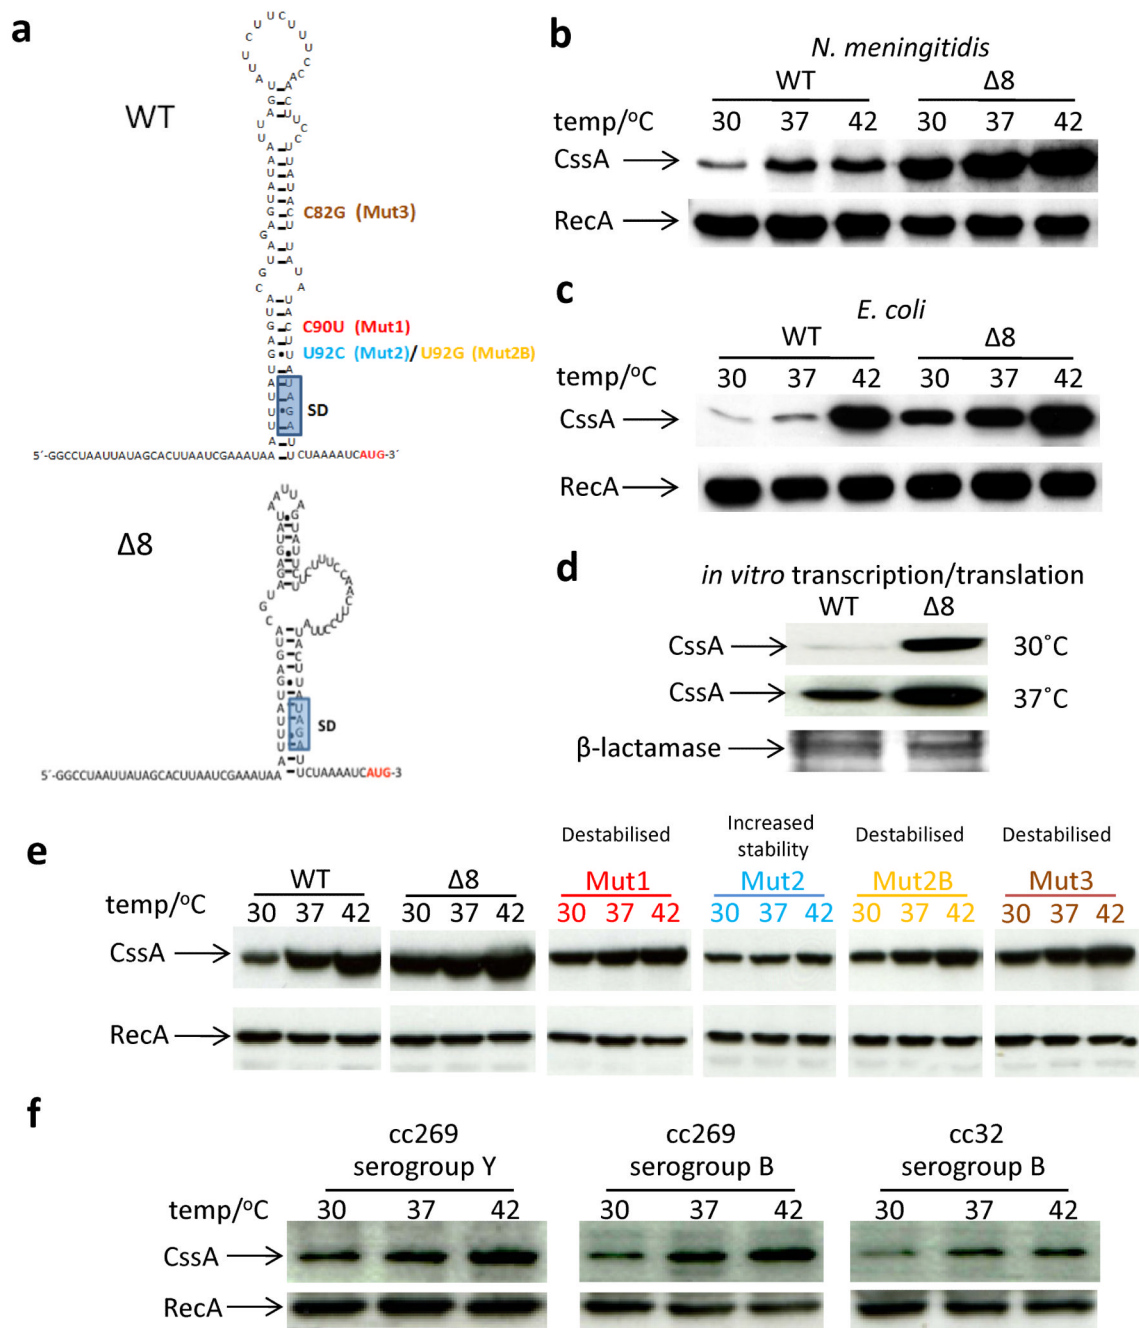 a
WT
C82G (Mut3)
C90U (Mut1)
U92C (Mut2)/U92G (Mut2B)
SD
5´-GGCCUAAUUAUAGCACUUAAUCGAAAUAA
CUAAAAUCAUG-3´
Δ8
SD
5´-GGCCUAAUUAUAGCACUUAAUCGAAAUAA
UCUAAAAUCAUG-3
b
N. meningitidis
WT Δ8
temp/°C 30 37 42 30 37 42
CssA
RecA
c
E. coli
WT Δ8
temp/°C 30 37 42 30 37 42
CssA
RecA
d
in vitro transcription/translation
WT Δ8
CssA 30˚C
CssA 37˚C
β-lactamase
e
Destabilised Increased stability Destabilised Destabilised
WT Δ8 Mut1 Mut2 Mut2B Mut3
temp/°C 30 37 42 30 37 42 30 37 42 30 37 42 30 37 42 30 37 42
CssA
RecA
f
cc269 cc269 cc32
serogroup Y serogroup B serogroup B
temp/°C 30 37 42 30 37 42 30 37 42
CssA
RecA